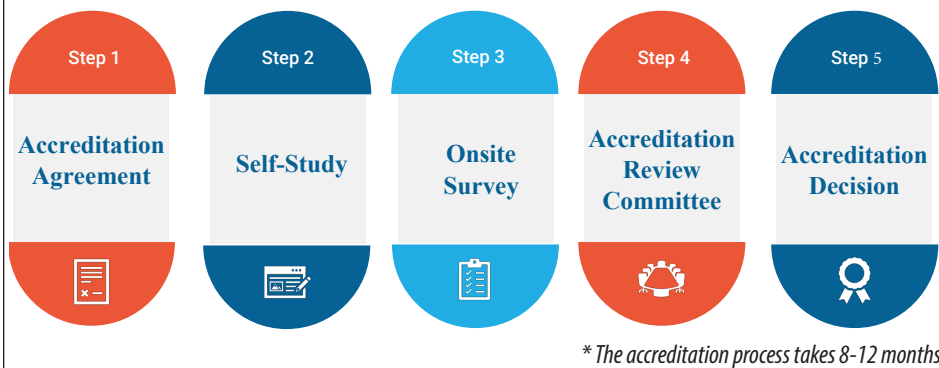 Step 1
Accreditation
Agreement
Step 2
Self-Study
Step 3
Onsite
Survey
Step 4
Accreditation
Review
Committee
Step 5
Accreditation
Decision
* The accreditation process takes 8-12 months